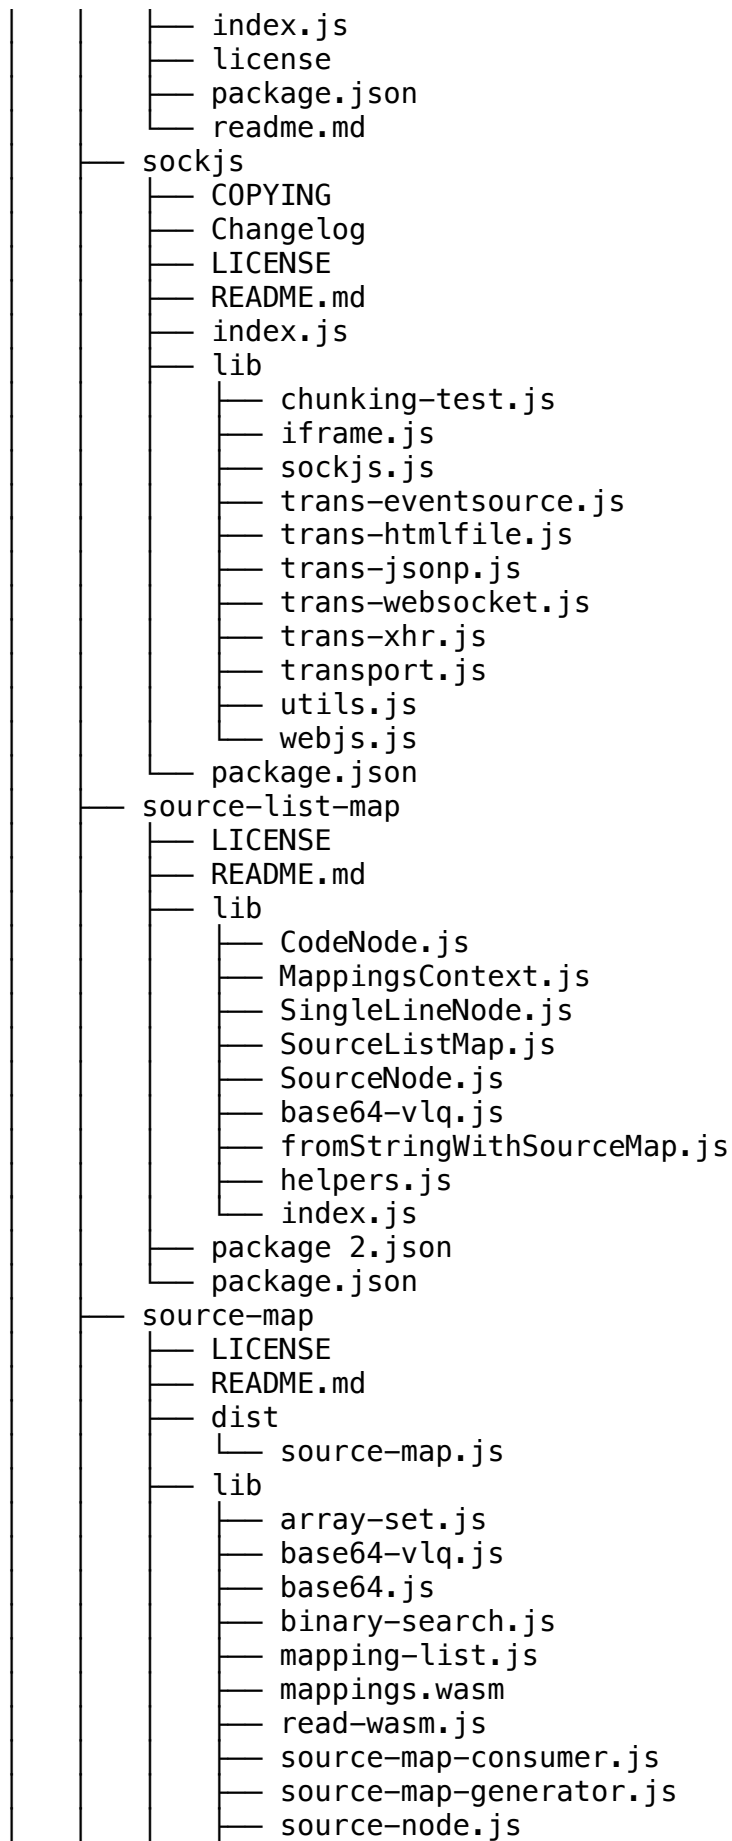 │   │   │   ├── index.js
│   │   │   ├── license
│   │   │   ├── package.json
│   │   │   └── readme.md
│   │   ├── sockjs
│   │   │   ├── COPYING
│   │   │   ├── Changelog
│   │   │   ├── LICENSE
│   │   │   ├── README.md
│   │   │   ├── index.js
│   │   │   ├── lib
│   │   │   │   ├── chunking-test.js
│   │   │   │   ├── iframe.js
│   │   │   │   ├── sockjs.js
│   │   │   │   ├── trans-eventsource.js
│   │   │   │   ├── trans-htmlfile.js
│   │   │   │   ├── trans-jsonp.js
│   │   │   │   ├── trans-websocket.js
│   │   │   │   ├── trans-xhr.js
│   │   │   │   ├── transport.js
│   │   │   │   ├── utils.js
│   │   │   │   └── webjs.js
│   │   │   └── package.json
│   │   ├── source-list-map
│   │   │   ├── LICENSE
│   │   │   ├── README.md
│   │   │   ├── lib
│   │   │   │   ├── CodeNode.js
│   │   │   │   ├── MappingsContext.js
│   │   │   │   ├── SingleLineNode.js
│   │   │   │   ├── SourceListMap.js
│   │   │   │   ├── SourceNode.js
│   │   │   │   ├── base64-vlq.js
│   │   │   │   ├── fromStringWithSourceMap.js
│   │   │   │   ├── helpers.js
│   │   │   │   └── index.js
│   │   │   ├── package 2.json
│   │   │   └── package.json
│   │   ├── source-map
│   │   │   ├── LICENSE
│   │   │   ├── README.md
│   │   │   ├── dist
│   │   │   │   └── source-map.js
│   │   │   ├── lib
│   │   │   │   ├── array-set.js
│   │   │   │   ├── base64-vlq.js
│   │   │   │   ├── base64.js
│   │   │   │   ├── binary-search.js
│   │   │   │   ├── mapping-list.js
│   │   │   │   ├── mappings.wasm
│   │   │   │   ├── read-wasm.js
│   │   │   │   ├── source-map-consumer.js
│   │   │   │   ├── source-map-generator.js
│   │   │   │   ├── source-node.js